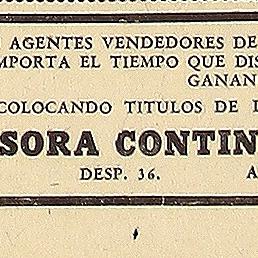 AGENTES VENDEDORES DE
IMPORTA EL TIEMPO QUE DIS
GANAN
COLOCANDO TITULOS DE
SORA CONTIN
DESP. 36.